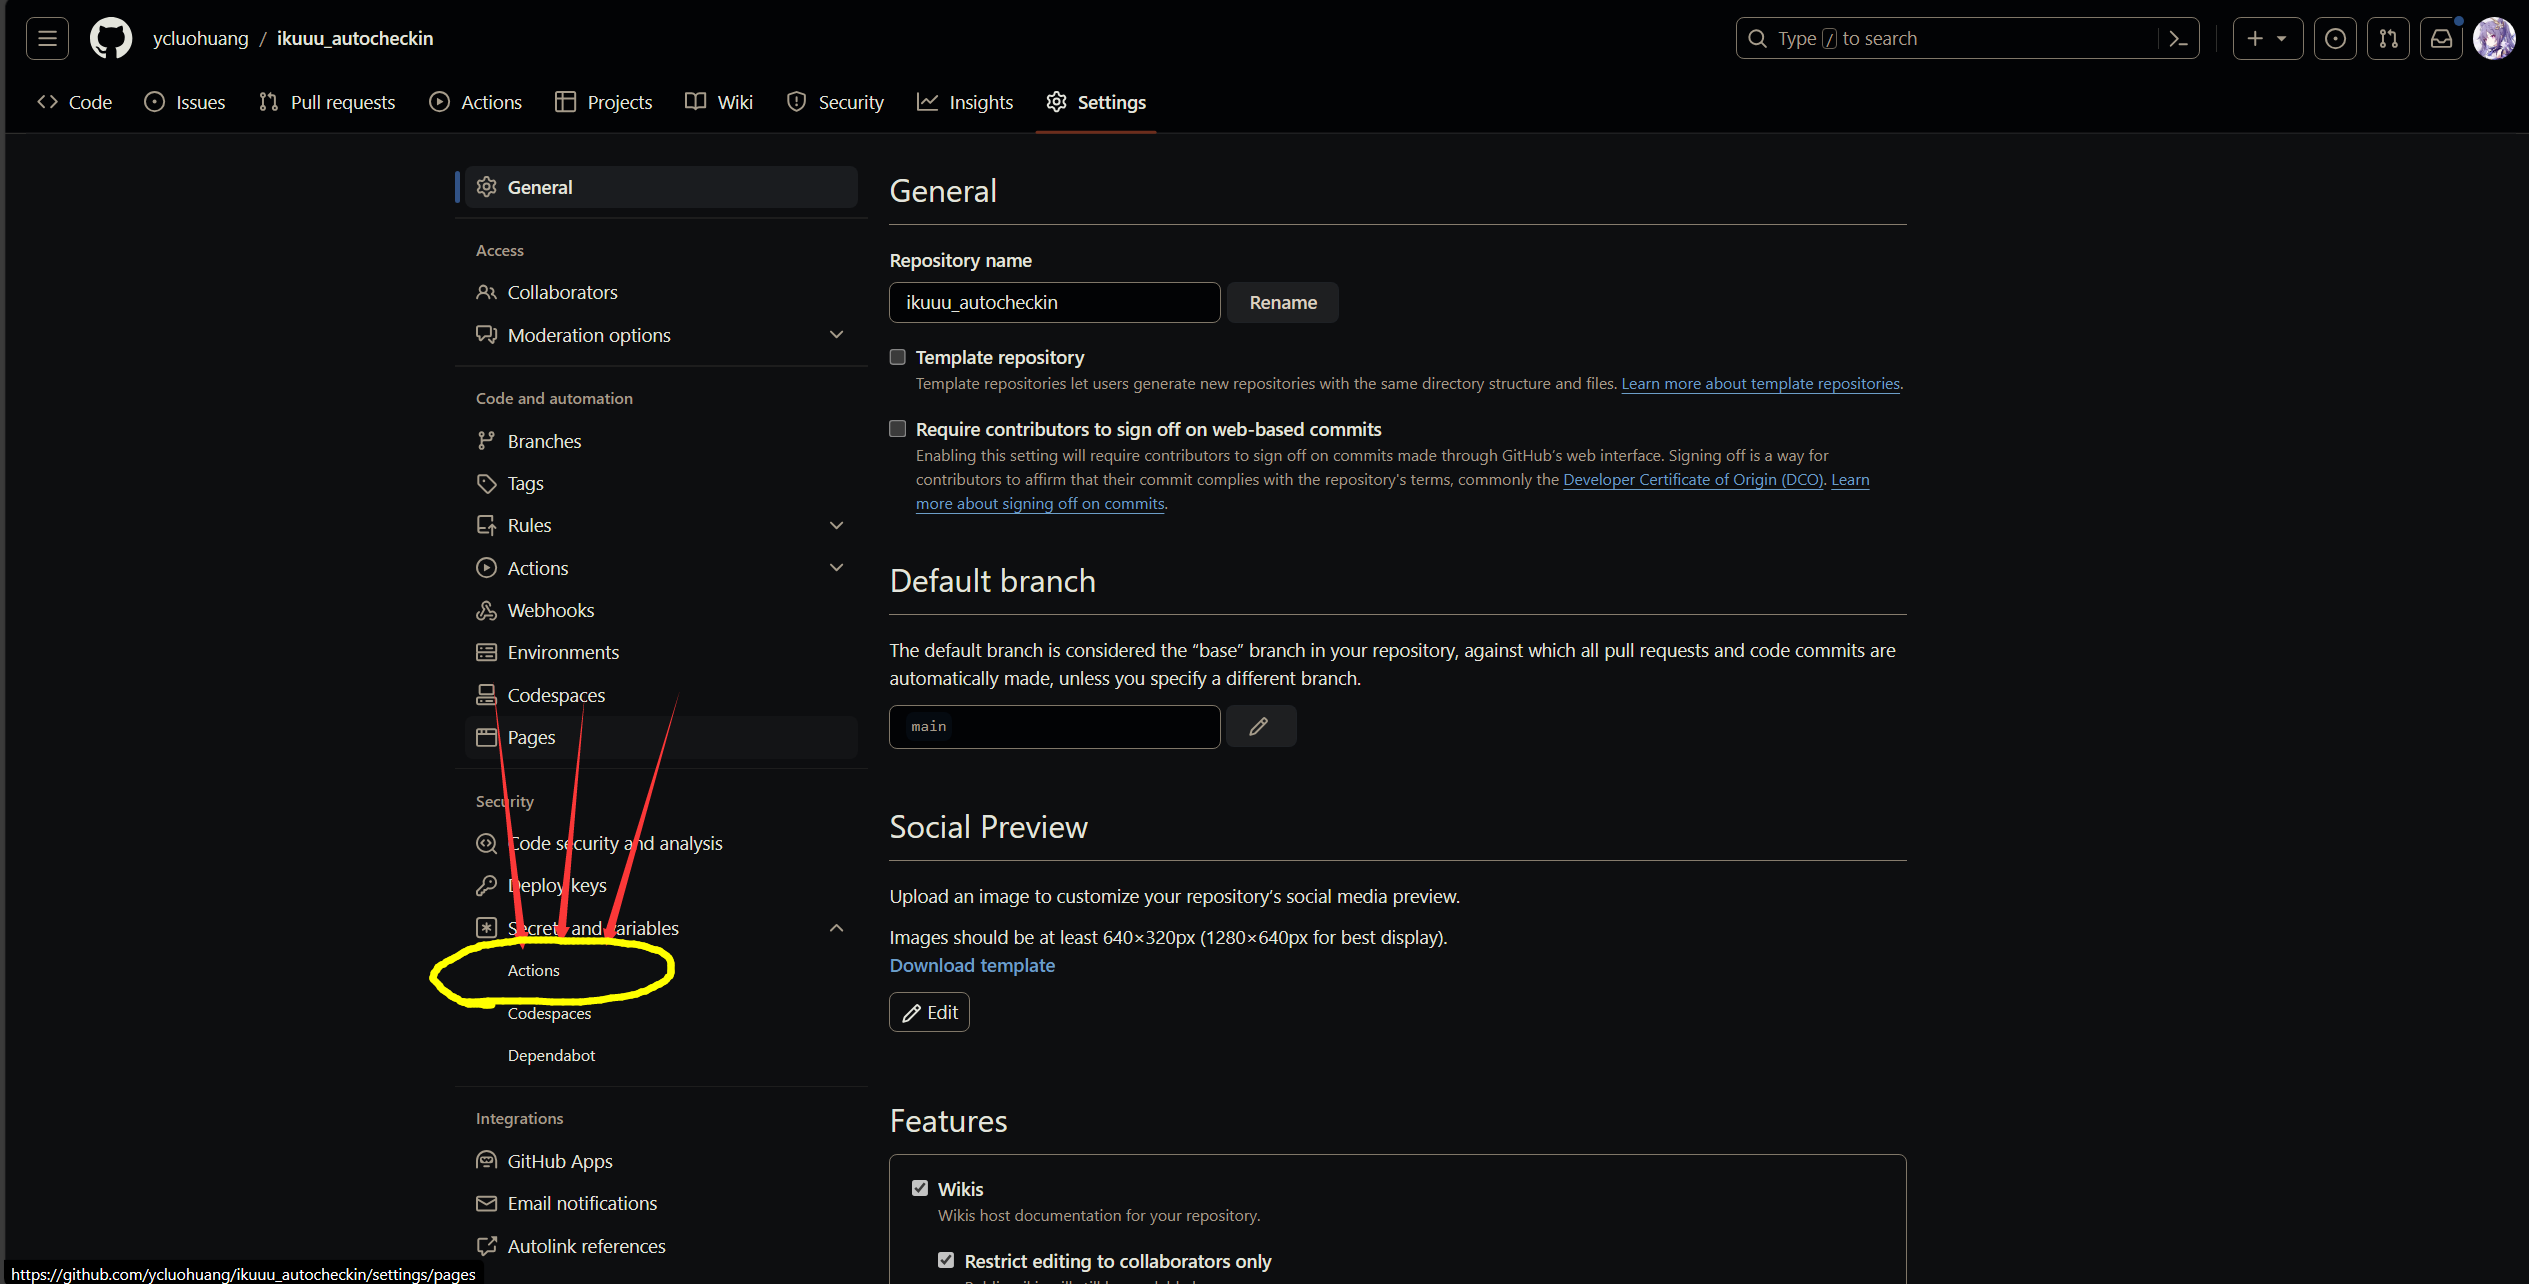 ycluohuang / ikuuu_autocheckin
Type / to search
Code Issues Pull requests Actions Projects Wiki Security Insights Settings
General
Access
Collaborators
Moderation options
Code and automation
Branches
Tags
Rules
Actions
Webhooks
Environments
Codespaces
Pages
Security
Code security and analysis
Deploy keys
Secrets and variables
Actions
Codespaces
Dependabot
Integrations
GitHub Apps
Email notifications
Autolink references
General
Repository name
ikuuu_autocheckin Rename
Template repository
Template repositories let users generate new repositories with the same directory structure and files. Learn more about template repositories.
Require contributors to sign off on web-based commits
Enabling this setting will require contributors to sign off on commits made through GitHub's web interface. Signing off is a way for
contributors to affirm that their commit complies with the repository's terms, commonly the Developer Certificate of Origin (DCO). Learn
more about signing off on commits.
Default branch
The default branch is considered the “base” branch in your repository, against which all pull requests and code commits are
automatically made, unless you specify a different branch.
main
Social Preview
Upload an image to customize your repository’s social media preview.
Images should be at least 640×320px (1280×640px for best display).
Download template
Edit
Features
Wikis
Wikis host documentation for your repository.
Restrict editing to collaborators only
https://github.com/ycluohuang/ikuuu_autocheckin/settings/pages